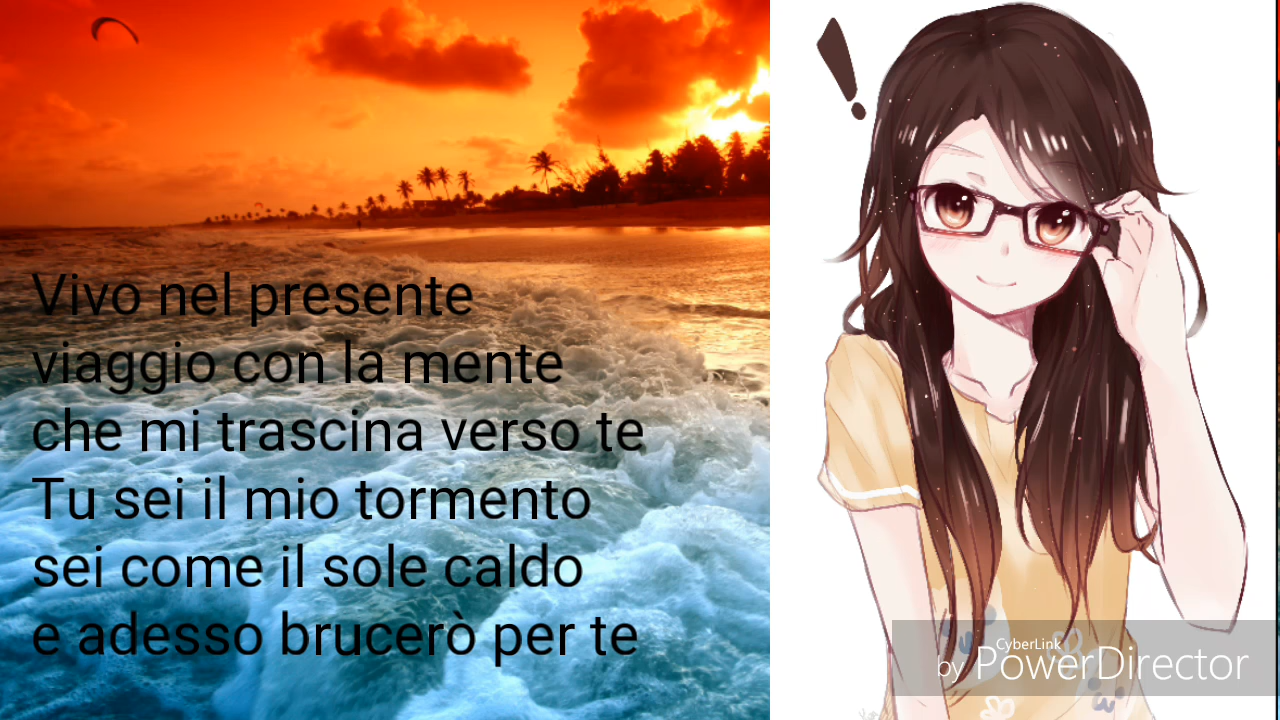 Vivo nel presente
viaggio con la mente
che mi trascina verso te
Tu sei il mio tormento
sei come il sole caldo
e adesso brucerò per te
CyberLink
by PowerDirector